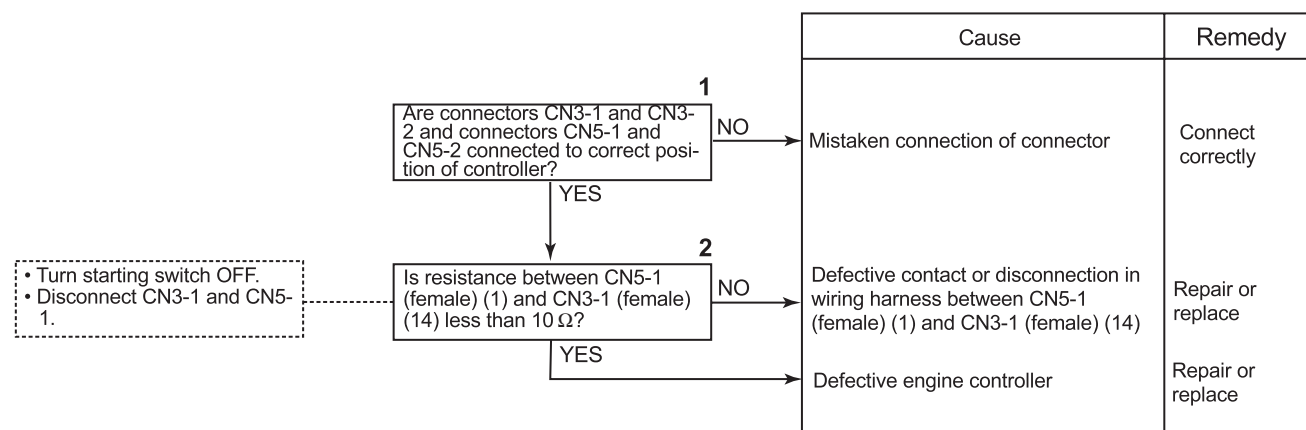 Cause
Remedy
1
Are connectors CN3-1 and CN3-
2 and connectors CN5-1 and
CN5-2 connected to correct posi-
tion of controller?
NO
Mistaken connection of connector
Connect
correctly
YES
• Turn starting switch OFF.
• Disconnect CN3-1 and CN5-
1.
2
Is resistance between CN5-1
(female) (1) and CN3-1 (female)
(14) less than 10 Ω?
NO
Defective contact or disconnection in
wiring harness between CN5-1
(female) (1) and CN3-1 (female) (14)
Repair or
replace
YES
Defective engine controller
Repair or
replace